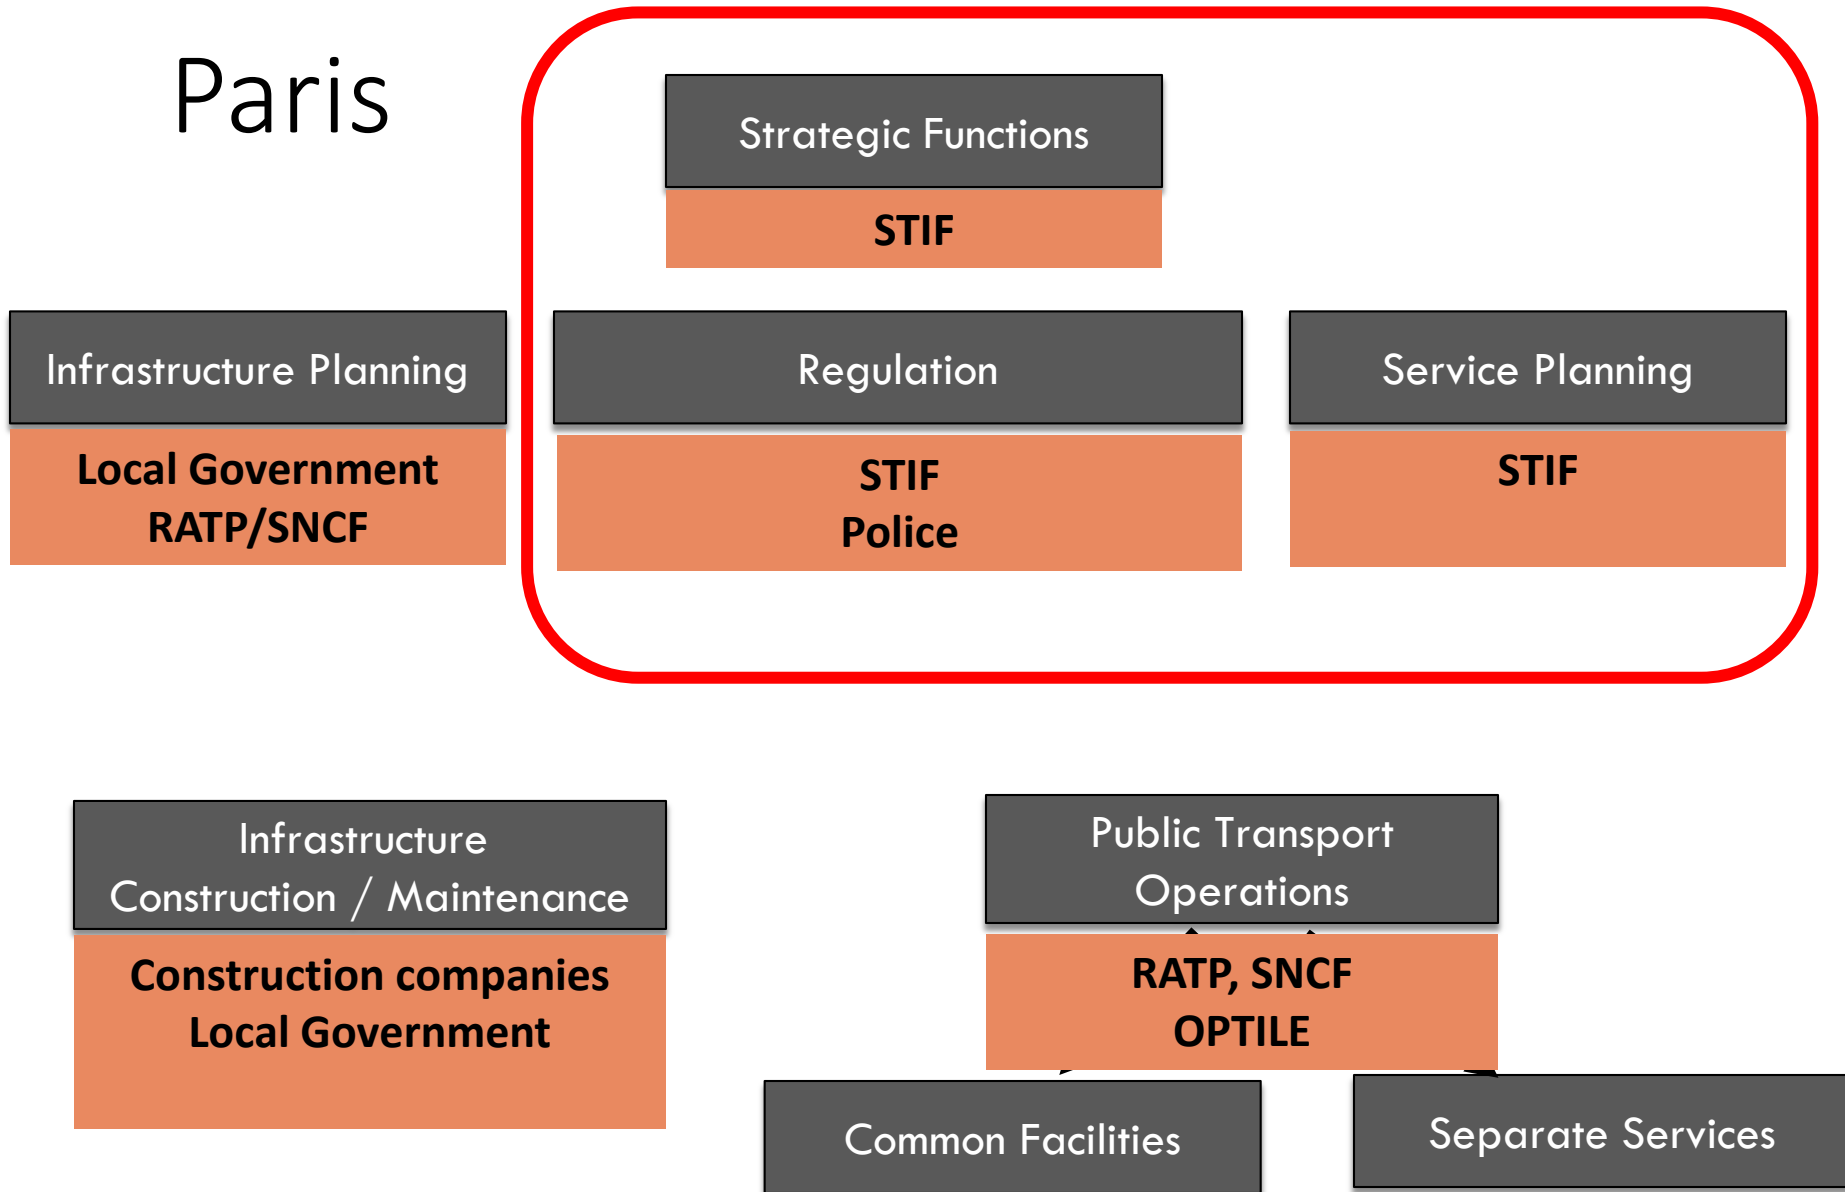 Paris
Strategic Functions
STIF
Infrastructure Planning
Local Government
RATP/SNCF
Regulation
STIF
Police
Service Planning
STIF
Infrastructure
Construction / Maintenance
Construction companies
Local Government
Public Transport
Operations
RATP, SNCF
OPTILE
Common Facilities
Separate Services